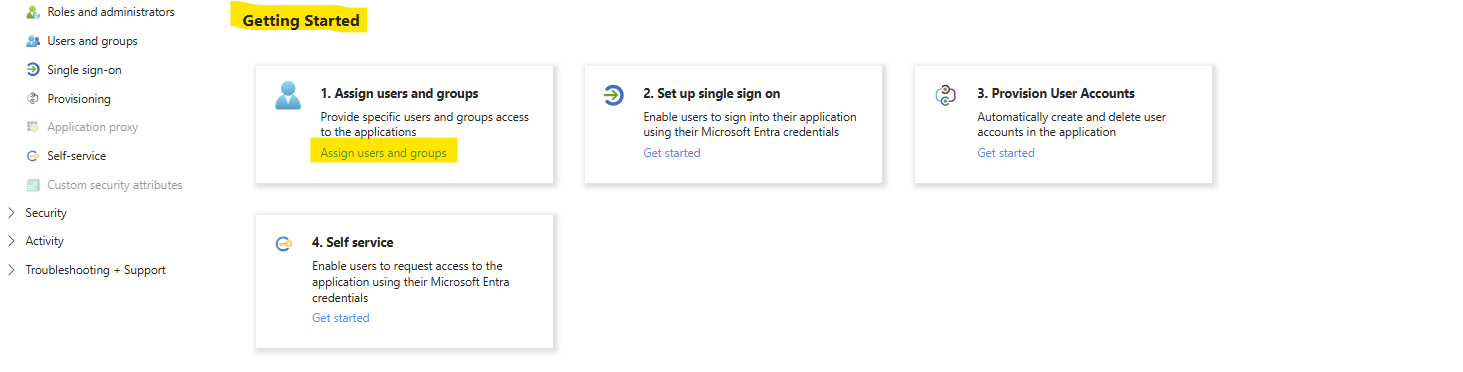 Roles and administrators
Users and groups
Single sign-on
Provisioning
Application proxy
Self-service
Custom security attributes
Security
Activity
Troubleshooting + Support
Getting Started
1. Assign users and groups
Provide specific users and groups access
to the applications
Assign users and groups
2. Set up single sign on
Enable users to sign into their application
using their Microsoft Entra credentials
Get started
3. Provision User Accounts
Automatically create and delete user
accounts in the application
Get started
4. Self service
Enable users to request access to the
application using their Microsoft Entra
credentials
Get started